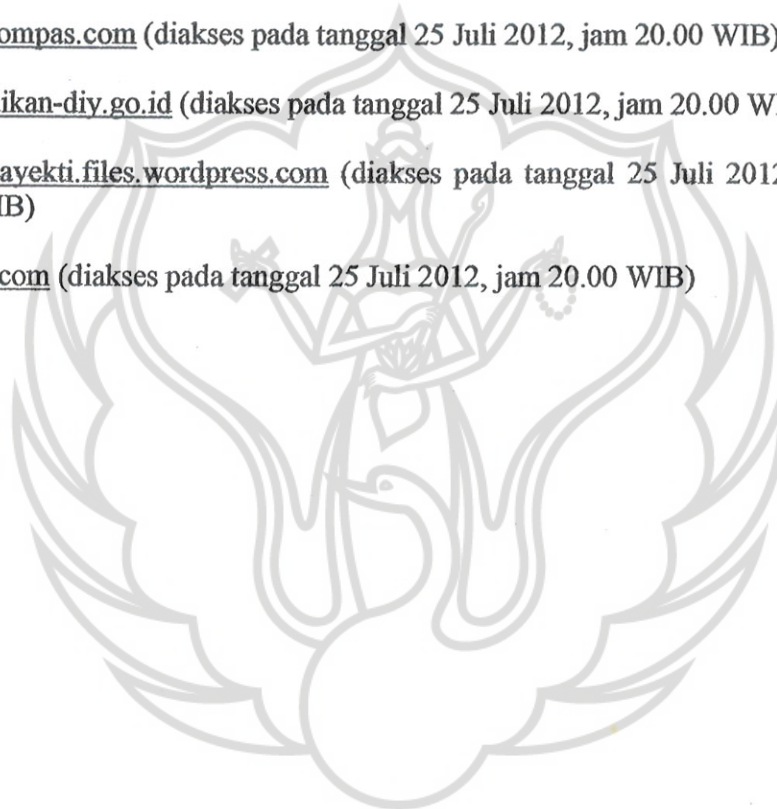 ompas.com (diakses pada tanggal 25 Juli 2012, jam 20.00 WIB)
ikan-diy.go.id (diakses pada tanggal 25 Juli 2012, jam 20.00 W
ayekti.files.wordpress.com (diakses pada tanggal 25 Juli 2012
IB)
com (diakses pada tanggal 25 Juli 2012, jam 20.00 WIB)